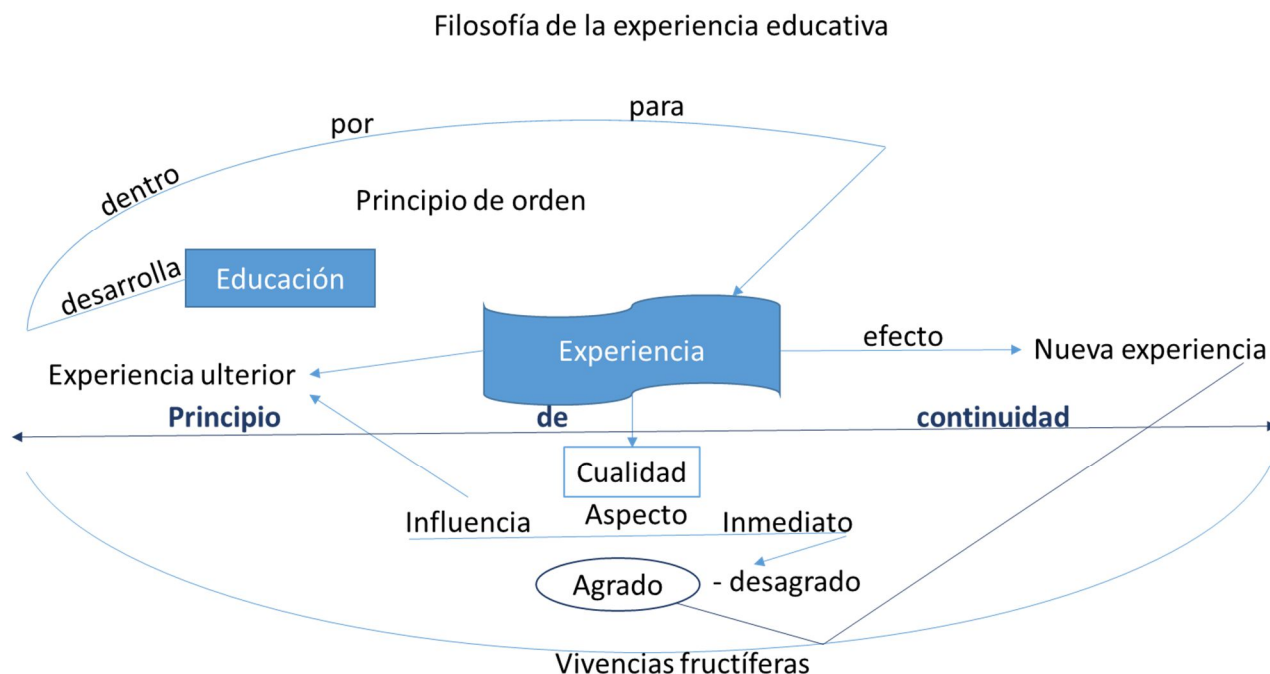 Filosofía de la experiencia educativa
para
por
dentro
Principio de orden
desarrolla
Educación
Experiencia
efecto
Nueva experiencia
Experiencia ulterior
Principio de continuidad
Cualidad
Influencia Aspecto Inmediato
Agrado - desagrado
Vivencias fructíferas